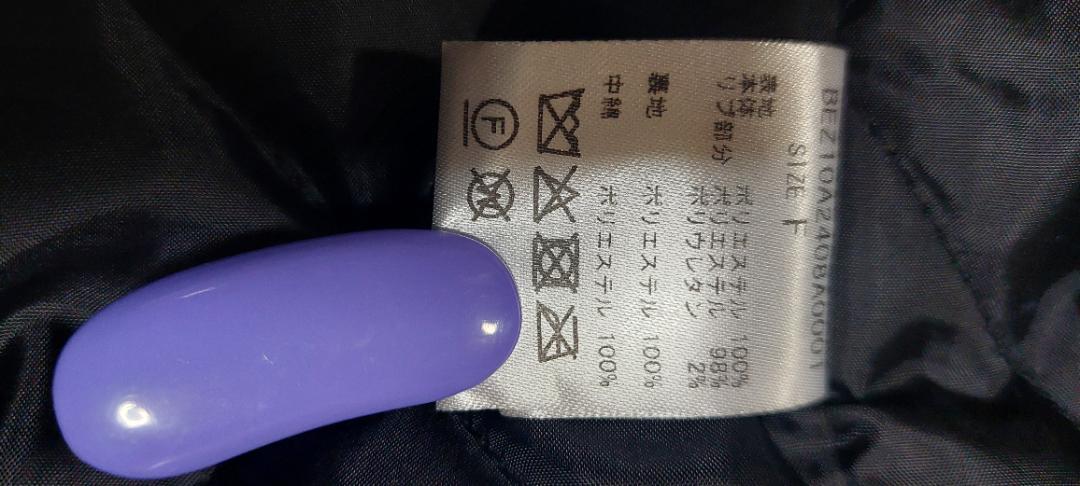 BEZ10A2408A0001
SIZE F
表地
本体 ポリエステル 100%
リブ部分 ポリエステル 98%
ポリウレタン 2%
裏地 ポリエステル 100%
中綿 ポリエステル 100%
F